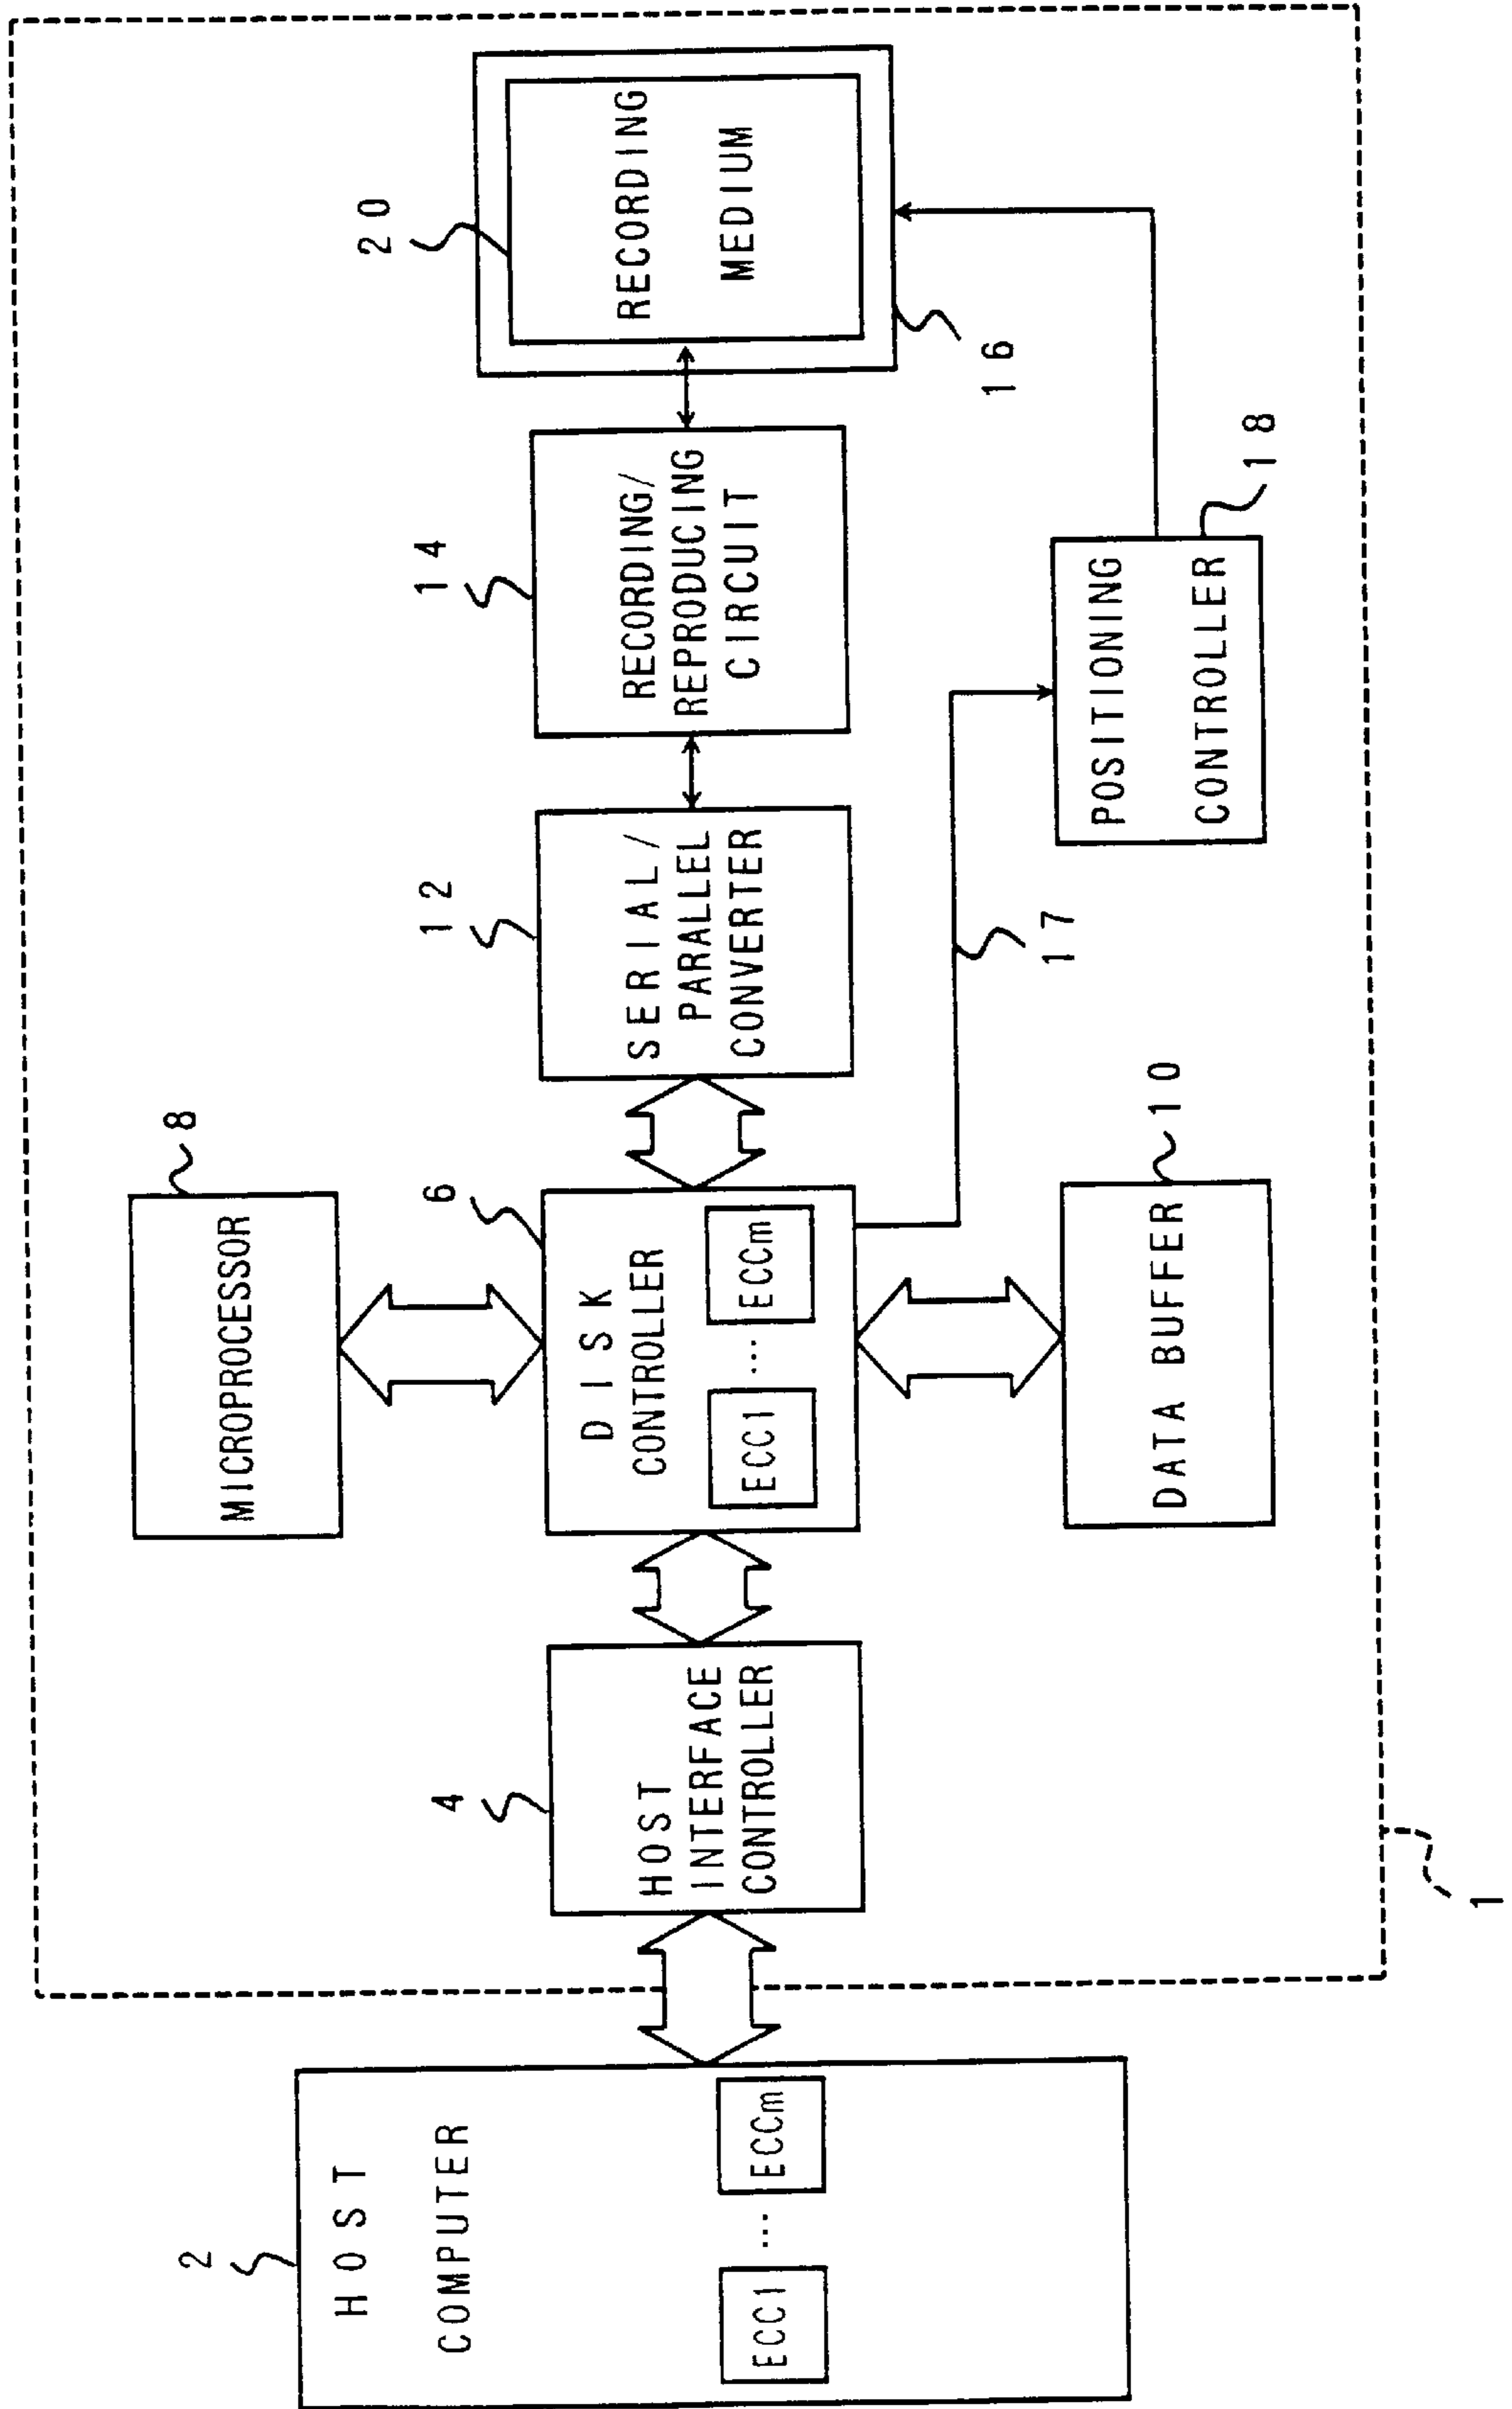 2
HOST
COMPUTER
ECC1 ... ECCm
4
HOST
INTERFACE
CONTROLLER
8
MICROPROCESSOR
6
DISK
CONTROLLER
ECC1 ... ECCm
10
DATA BUFFER
12
SERIAL/
PARALLEL
CONVERTER
14
RECORDING/
REPRODUCING
CIRCUIT
20
RECORDING
MEDIUM
16
17
18
POSITIONING
CONTROLLER
1